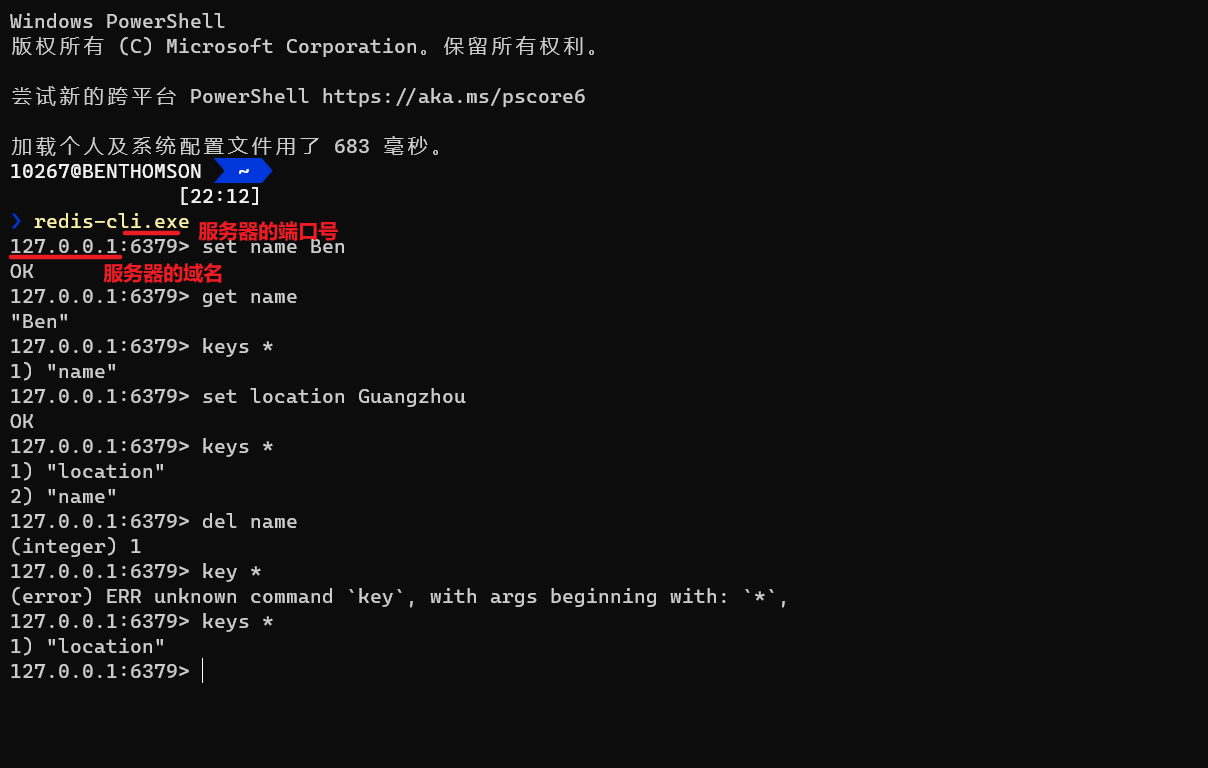 Windows PowerShell
版权所有 (C) Microsoft Corporation。保留所有权利。
尝试新的跨平台 PowerShell https://aka.ms/pscore6
加载个人及系统配置文件用了 683 毫秒。
10267@BENTHOMSON ~
[22:12]
❯ redis-cli.exe
服务器的端口号
127.0.0.1:6379> set name Ben
OK
服务器的域名
127.0.0.1:6379> get name
"Ben"
127.0.0.1:6379> keys *
1) "name"
127.0.0.1:6379> set location Guangzhou
OK
127.0.0.1:6379> keys *
1) "location"
2) "name"
127.0.0.1:6379> del name
(integer) 1
127.0.0.1:6379> key *
(error) ERR unknown command `key`, with args beginning with: `*`,
127.0.0.1:6379> keys *
1) "location"
127.0.0.1:6379>